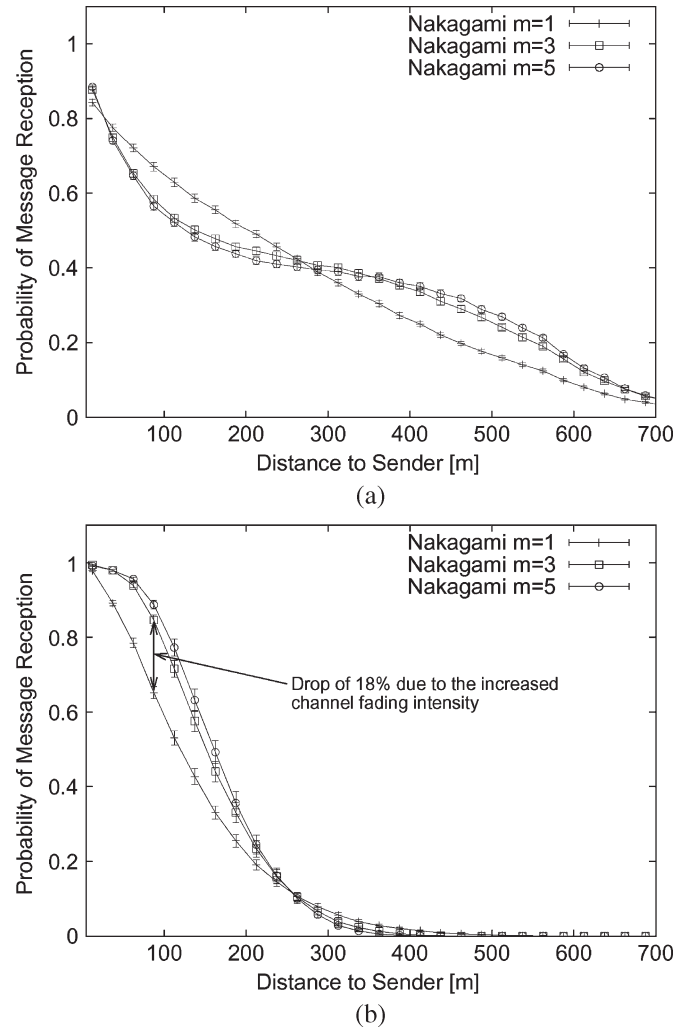 Nakagami m=1
Nakagami m=3
Nakagami m=5
Probability of Message Reception
1
0.8
0.6
0.4
0.2
0
100 200 300 400 500 600 700
Distance to Sender [m]
(a)
Nakagami m=1
Nakagami m=3
Nakagami m=5
Probability of Message Reception
1
0.8
0.6
0.4
0.2
0
Drop of 18% due to the increased
channel fading intensity
100 200 300 400 500 600 700
Distance to Sender [m]
(b)